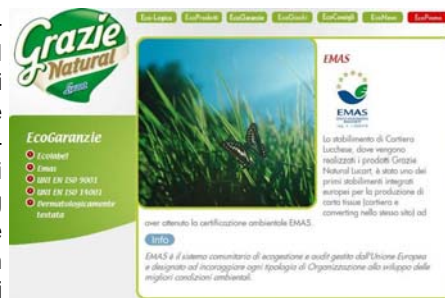 Grazie
Natural
Eco-Logica EcoProdotti EcoGaranzie EcoGiochi EcoConsigli EcoNews EcoPromo
EcoGaranzie
Ecolabel
Emas
UNI EN ISO 9001
UNI EN ISO 14001
Dermatologicamente
testato
EMAS
EMAS
Lo stabilimento di Cartiera
Lucchese, dove vengono
realizzati i prodotti Grazie
Natural Lucart, è stato uno dei
primi stabilimenti integrati
europei per la produzione di
carta tissue (cartiera e
converting nello stesso sito) ad
aver ottenuto la certificazione ambientale EMAS.
Info
EMAS è il sistema comunitario di ecogestione e audit gestito dall'Unione Europea
e designato ad incoraggiare ogni tipologia di Organizzazione allo sviluppo delle
migliori condizioni ambientali.